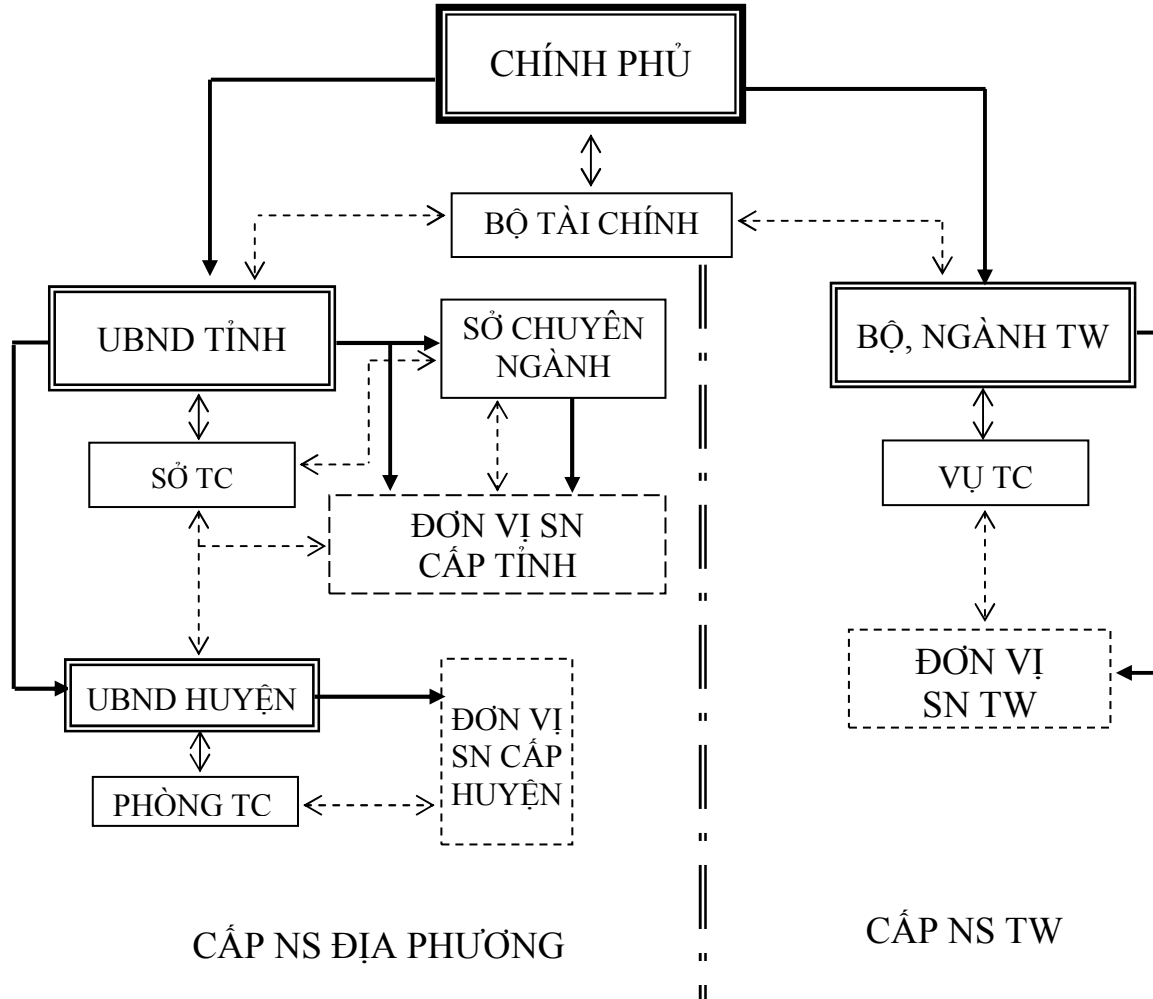 CHÍNH PHỦ
BỘ TÀI CHÍNH
UBND TỈNH
SỞ CHUYÊN
NGÀNH
BỘ, NGÀNH TW
SỞ TC
VỤ TC
ĐƠN VỊ SN
CẤP TỈNH
UBND HUYỆN
ĐƠN VỊ
SN CẤP
HUYỆN
ĐƠN VỊ
SN TW
PHÒNG TC
CẤP NS ĐỊA PHƯƠNG
CẤP NS TW